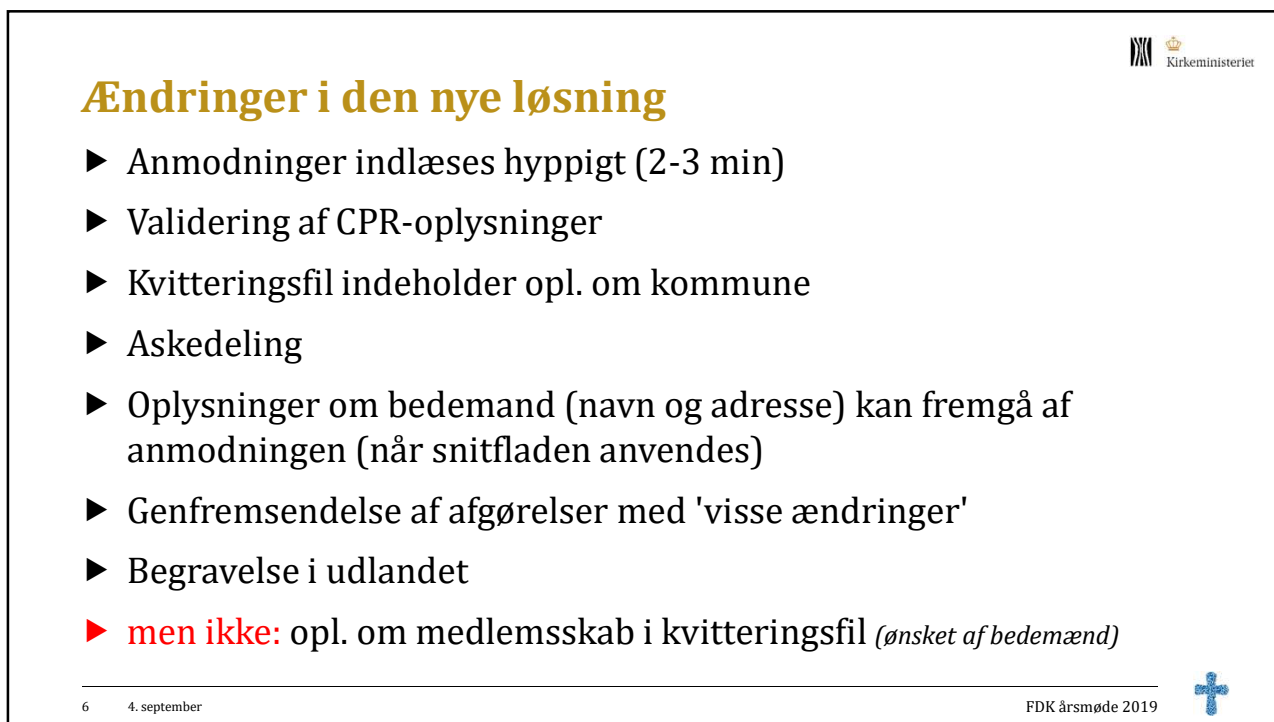 Kirkeministeriet
Ændringer i den nye løsning
Anmodninger indlæses hyppigt (2-3 min)
Validering af CPR-oplysninger
Kvitteringsfil indeholder opl. om kommune
Askedeling
Oplysninger om bedemand (navn og adresse) kan fremgå af
anmodningen (når snitfladen anvendes)
Genfremsendelse af afgørelser med 'visse ændringer'
Begravelse i udlandet
men ikke: opl. om medlemsskab i kvitteringsfil (ønsket af bedemænd)
6 4. september FDK årsmøde 2019